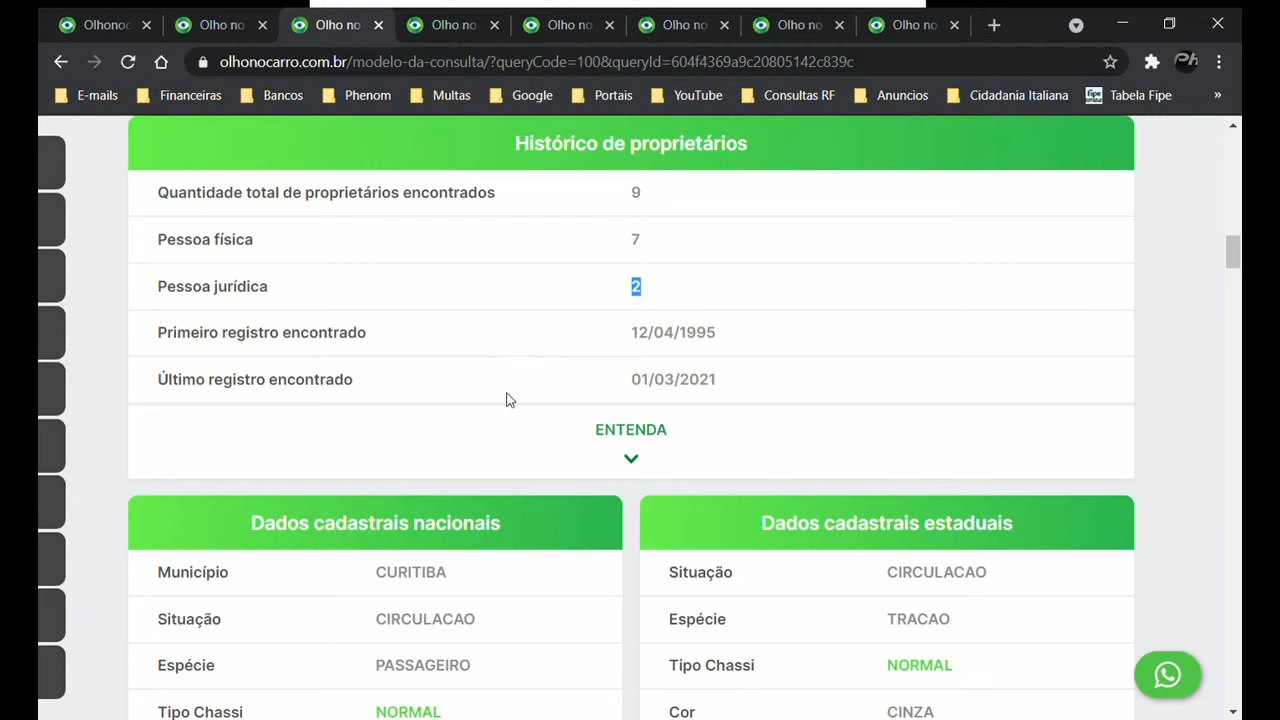 Olhonoc
Olho no
Olho no
Olho no
Olho no
Olho no
Olho no
Olho no
olhonocarro.com.br/modelo-da-consulta/?queryCode=100&queryId=604f4369a9c20805142c839c
E-mails Financeiras Bancos Phenom Multas Google Portais YouTube Consultas RF Anuncios Cidadania Italiana Tabela Fipe »
Histórico de proprietários
Quantidade total de proprietários encontrados 9
Pessoa física 7
Pessoa jurídica 2
Primeiro registro encontrado 12/04/1995
Último registro encontrado 01/03/2021
ENTENDA
Dados cadastrais nacionais
Município CURITIBA
Situação CIRCULACAO
Espécie PASSAGEIRO
Tipo Chassi NORMAL
Dados cadastrais estaduais
Situação CIRCULACAO
Espécie TRACAO
Tipo Chassi NORMAL
Cor CINZA